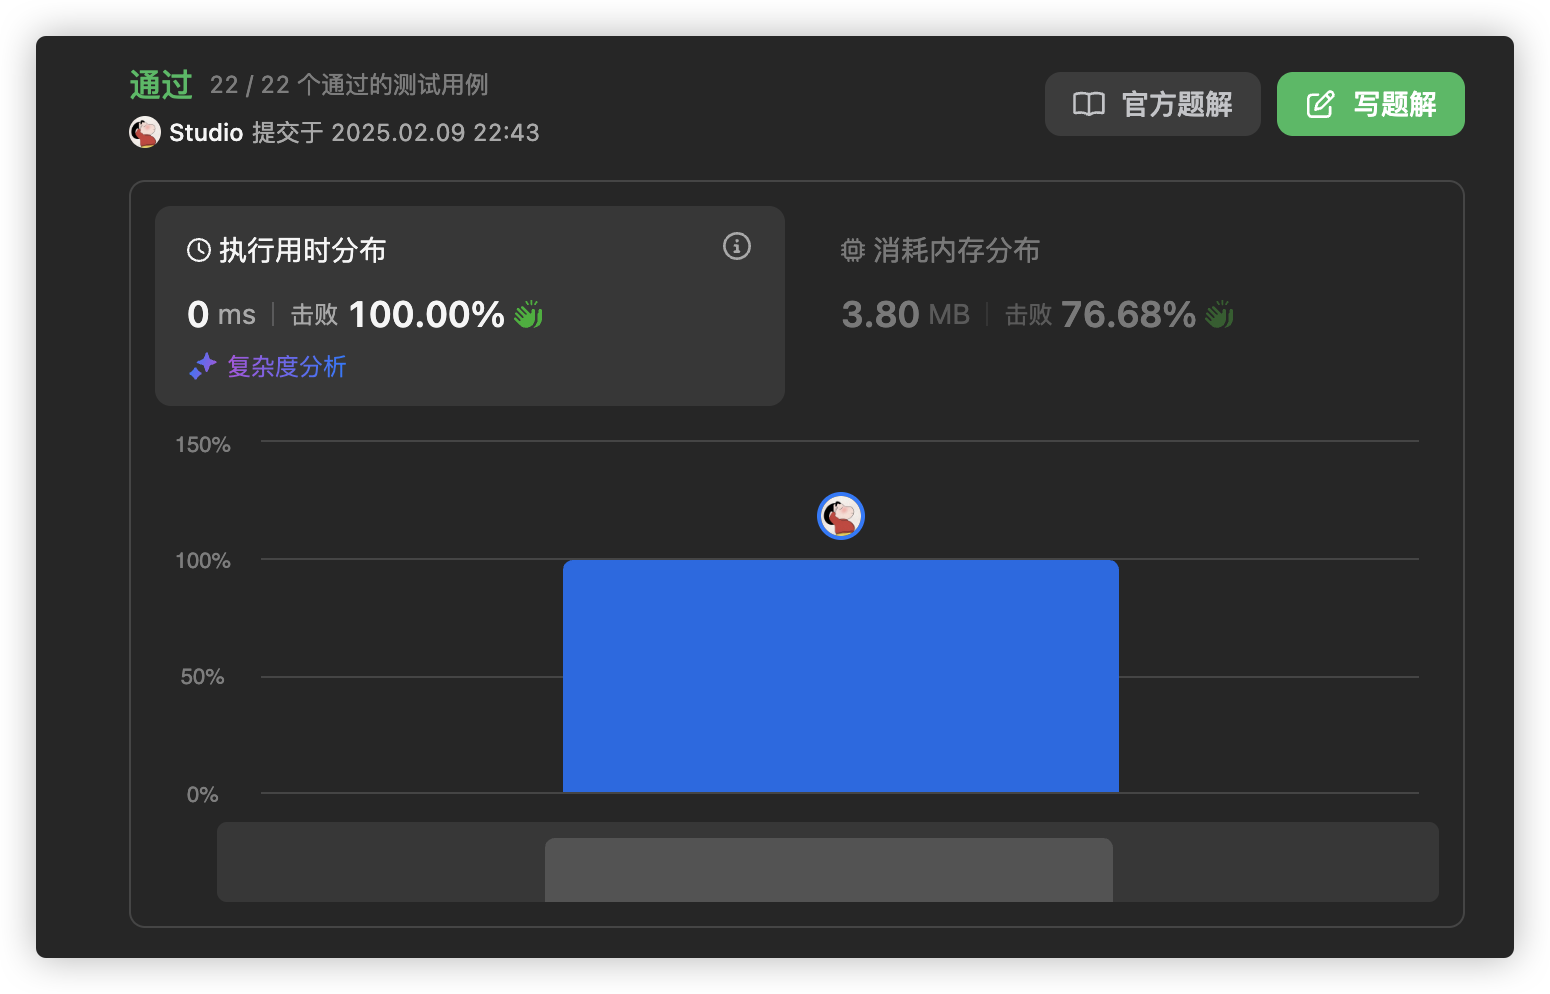 通过 22 / 22 个通过的测试用例
Studio 提交于 2025.02.09 22:43
官方题解
写题解
执行用时分布
0 ms 击败 100.00%
复杂度分析
消耗内存分布
3.80 MB 击败 76.68%
150%
100%
50%
0%